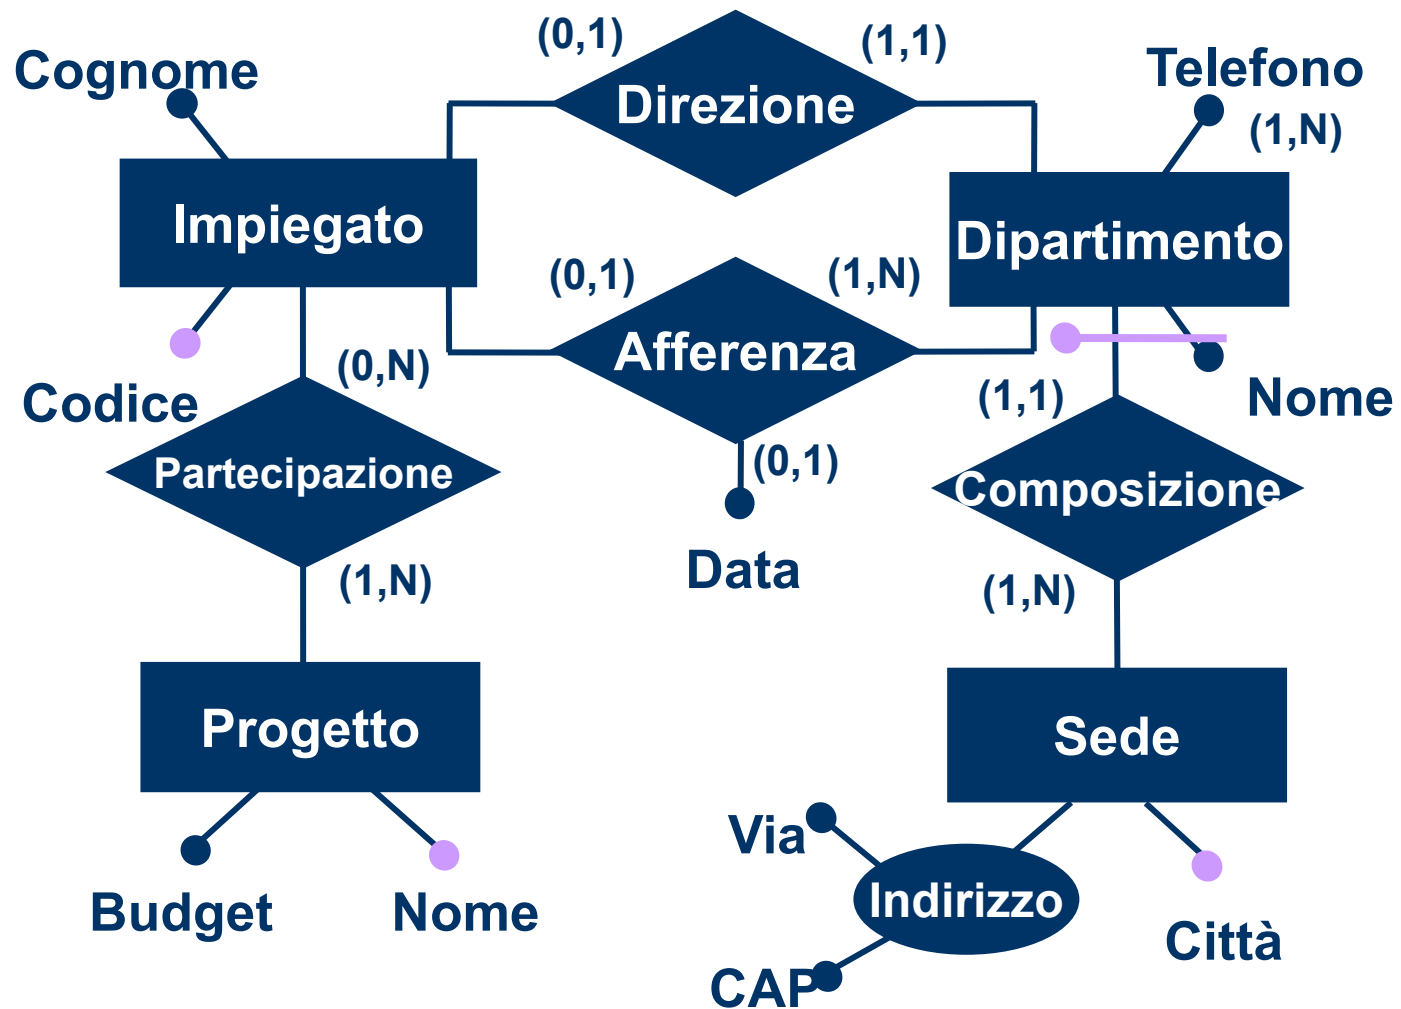 (0,1)
(1,1)
Cognome
Telefono
Direzione
(1,N)
Impiegato
Dipartimento
(0,1)
(1,N)
Afferenza
(0,N)
(1,1)
Codice
Nome
Partecipazione
(0,1)
Composizione
Data
(1,N)
(1,N)
Progetto
Sede
Via
Indirizzo
Budget
Nome
Città
CAP